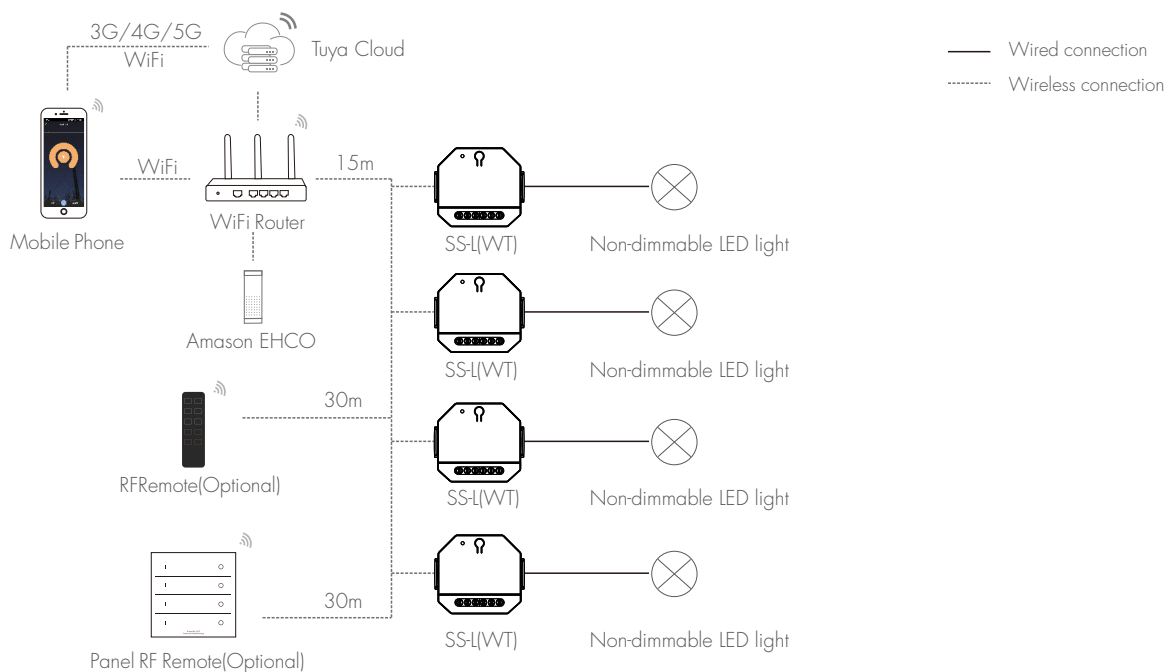 3G/4G/5G
WiFi
Tuya Cloud
Wired connection
Wireless connection
WiFi
15m
WiFi Router
Mobile Phone
SS-L(WT)
Non-dimmable LED light
Amason EHCO
SS-L(WT)
Non-dimmable LED light
30m
RFRemote(Optional)
SS-L(WT)
Non-dimmable LED light
30m
SS-L(WT)
Non-dimmable LED light
Panel RF Remote(Optional)